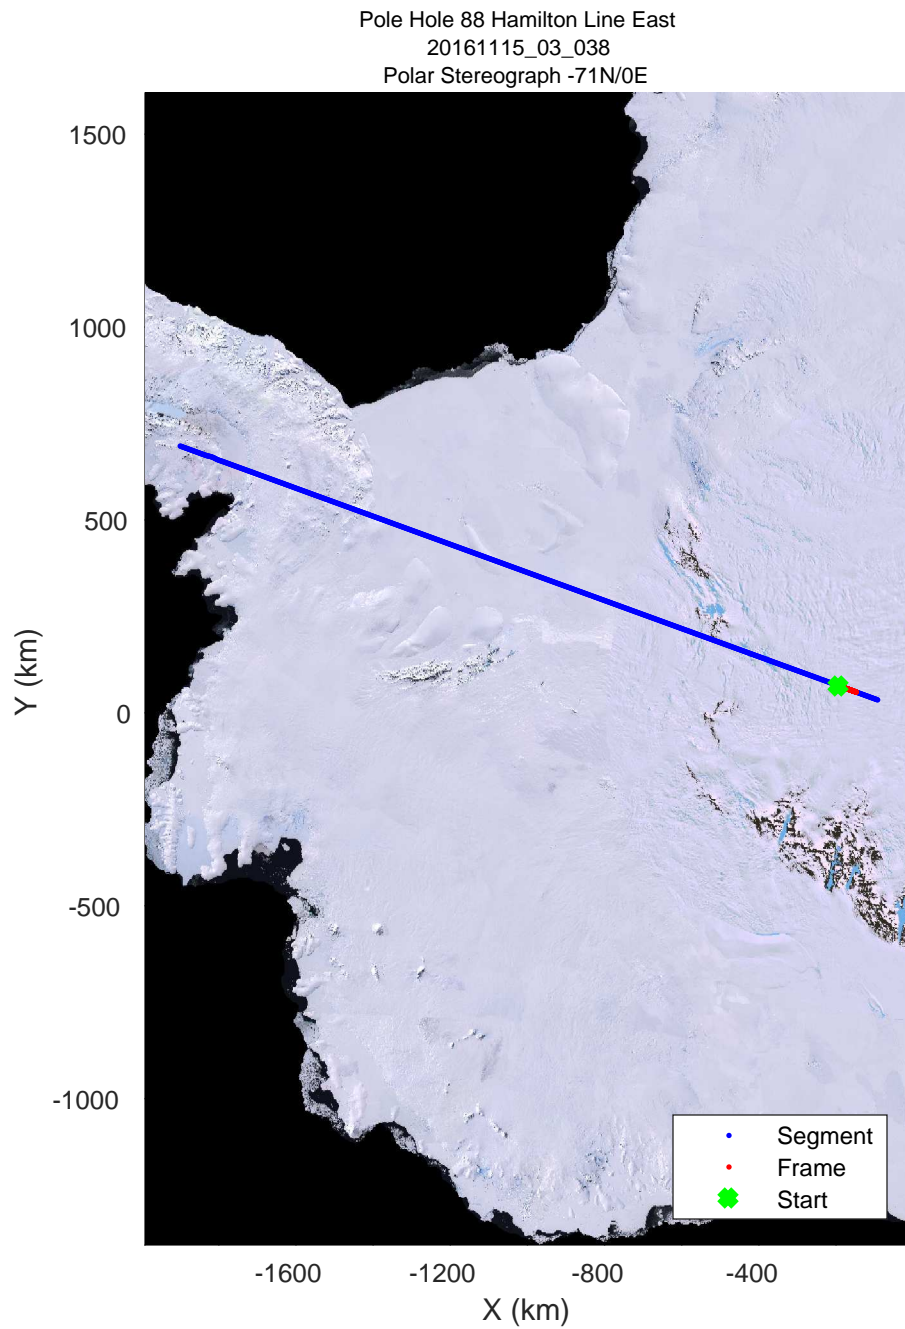 Pole Hole 88 Hamilton Line East
20161115_03_038
Polar Stereograph -71N/0E
1500
1000
500
0
-500
-1000
Y (km)
-1600
-1200
-800
-400
X (km)
Segment
Frame
Start